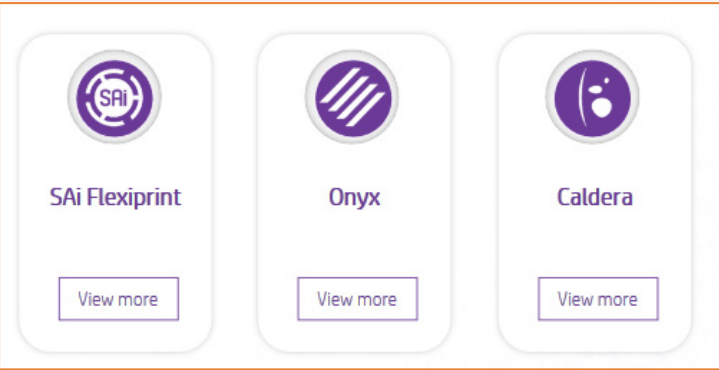 SAi
SAi Flexiprint
View more
Onyx
View more
Caldera
View more